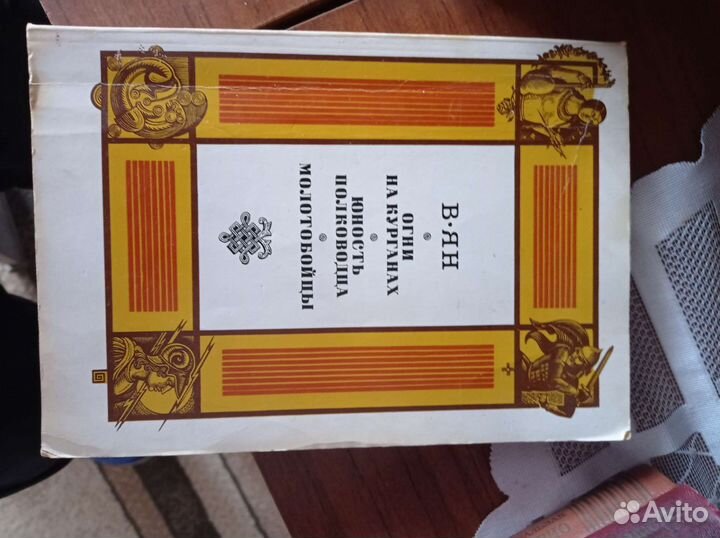 В·ЯН
ОГНИ
НА КУРГАНАХ
ЮНОСТЬ
ПОЛКОВОДЦА
МОЛОТОБОЙЦЫ
Avito